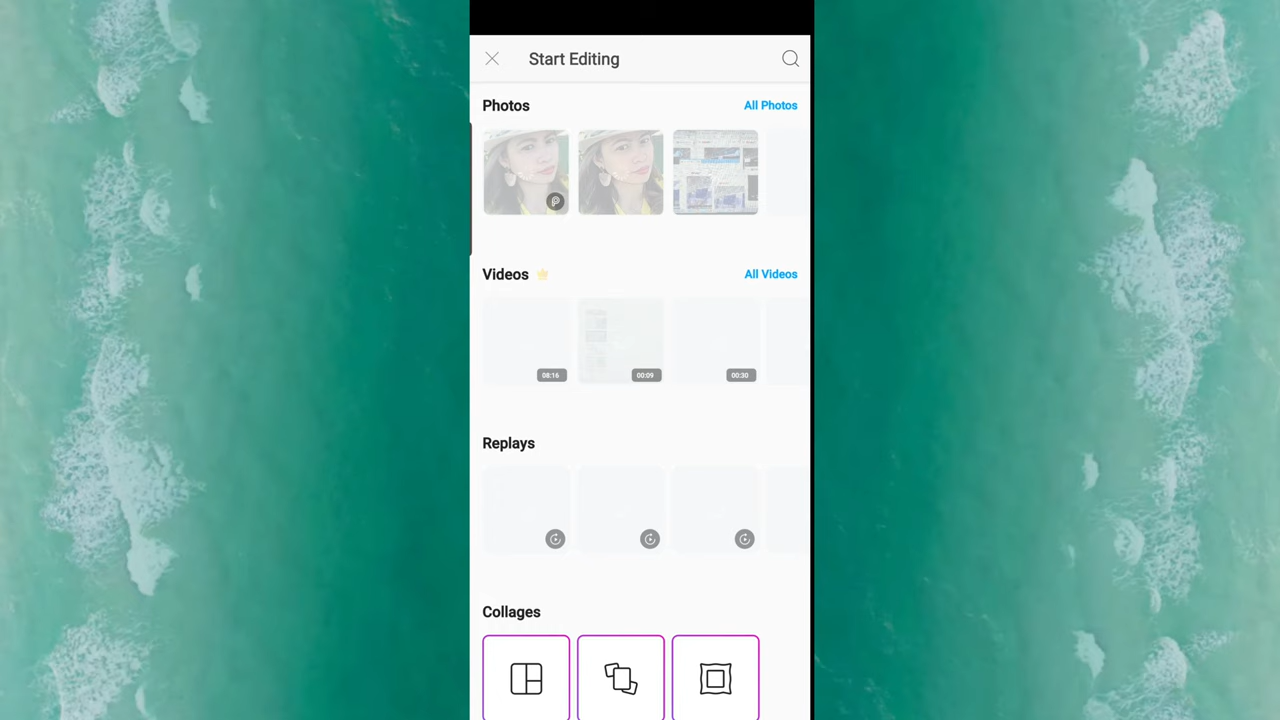 Start Editing
Photos
All Photos
Videos
All Videos
08:16
00:09
00:30
Replays
Collages